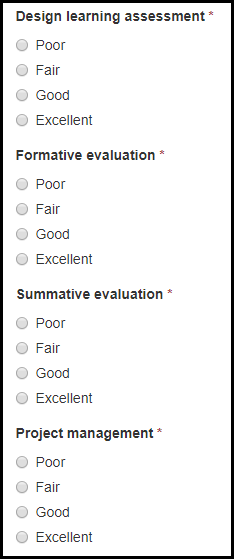 Design learning assessment *
Poor
Fair
Good
Excellent
Formative evaluation *
Poor
Fair
Good
Excellent
Summative evaluation *
Poor
Fair
Good
Excellent
Project management *
Poor
Fair
Good
Excellent